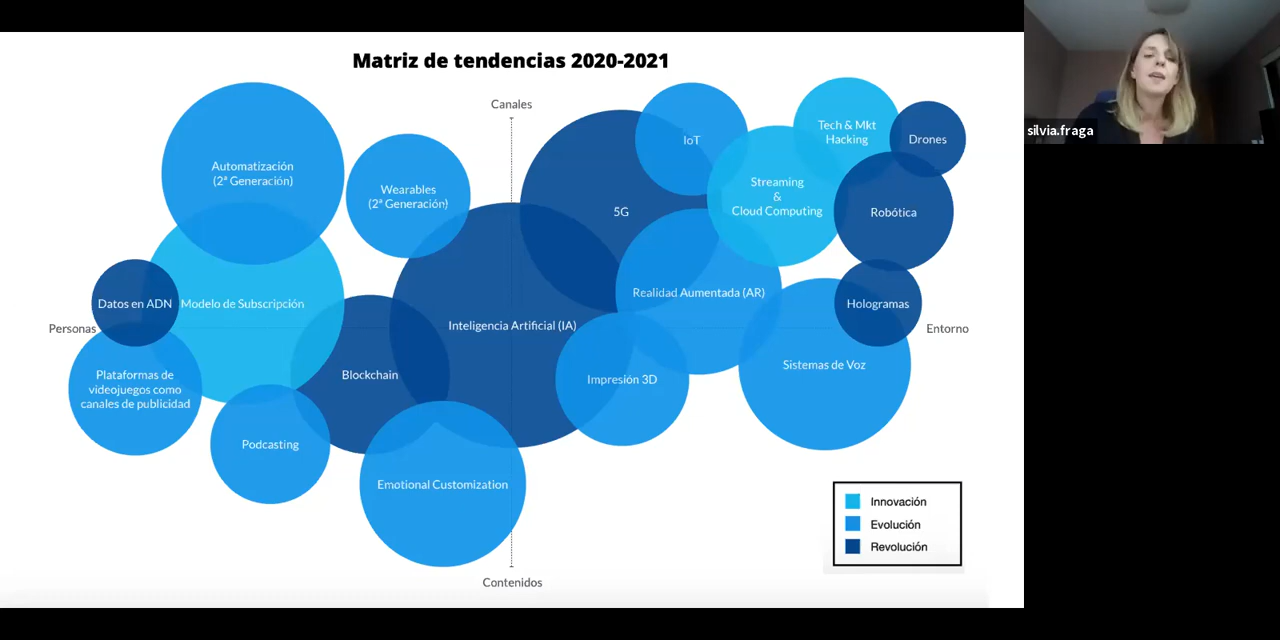 Matriz de tendencias 2020-2021
Canales
Automatización
(2ª Generación)
Wearables
(2ª Generación)
IoT
Tech & Mkt
Hacking
Drones
Streaming
&
Cloud Computing
5G
Robótica
Datos en ADN
Modelo de Subscripción
Realidad Aumentada (AR)
Hologramas
Personas
Inteligencia Artificial (IA)
Entorno
Sistemas de Voz
Plataformas de
videojuegos como
canales de publicidad
Blockchain
Impresión 3D
Podcasting
Emotional Customization
Innovación
Evolución
Revolución
Contenidos
silvia.fraga